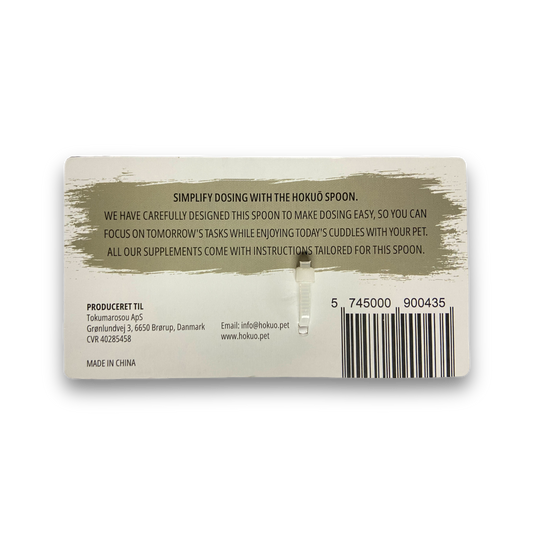 SIMPLIFY DOSING WITH THE HOKUŌ SPOON.
WE HAVE CAREFULLY DESIGNED THIS SPOON TO MAKE DOSING EASY, SO YOU CAN
FOCUS ON TOMORROW'S TASKS WHILE ENJOYING TODAY'S CUDDLES WITH YOUR PET.
ALL OUR SUPPLEMENTS COME WITH INSTRUCTIONS TAILORED FOR THIS SPOON.
PRODUCERET TIL
Tokumarosou ApS
Grønlundvej 3, 6650 Brørup, Danmark
CVR 40285458
MADE IN CHINA
Email: info@hokuo.pet
www.hokuo.pet
5 745000 900435